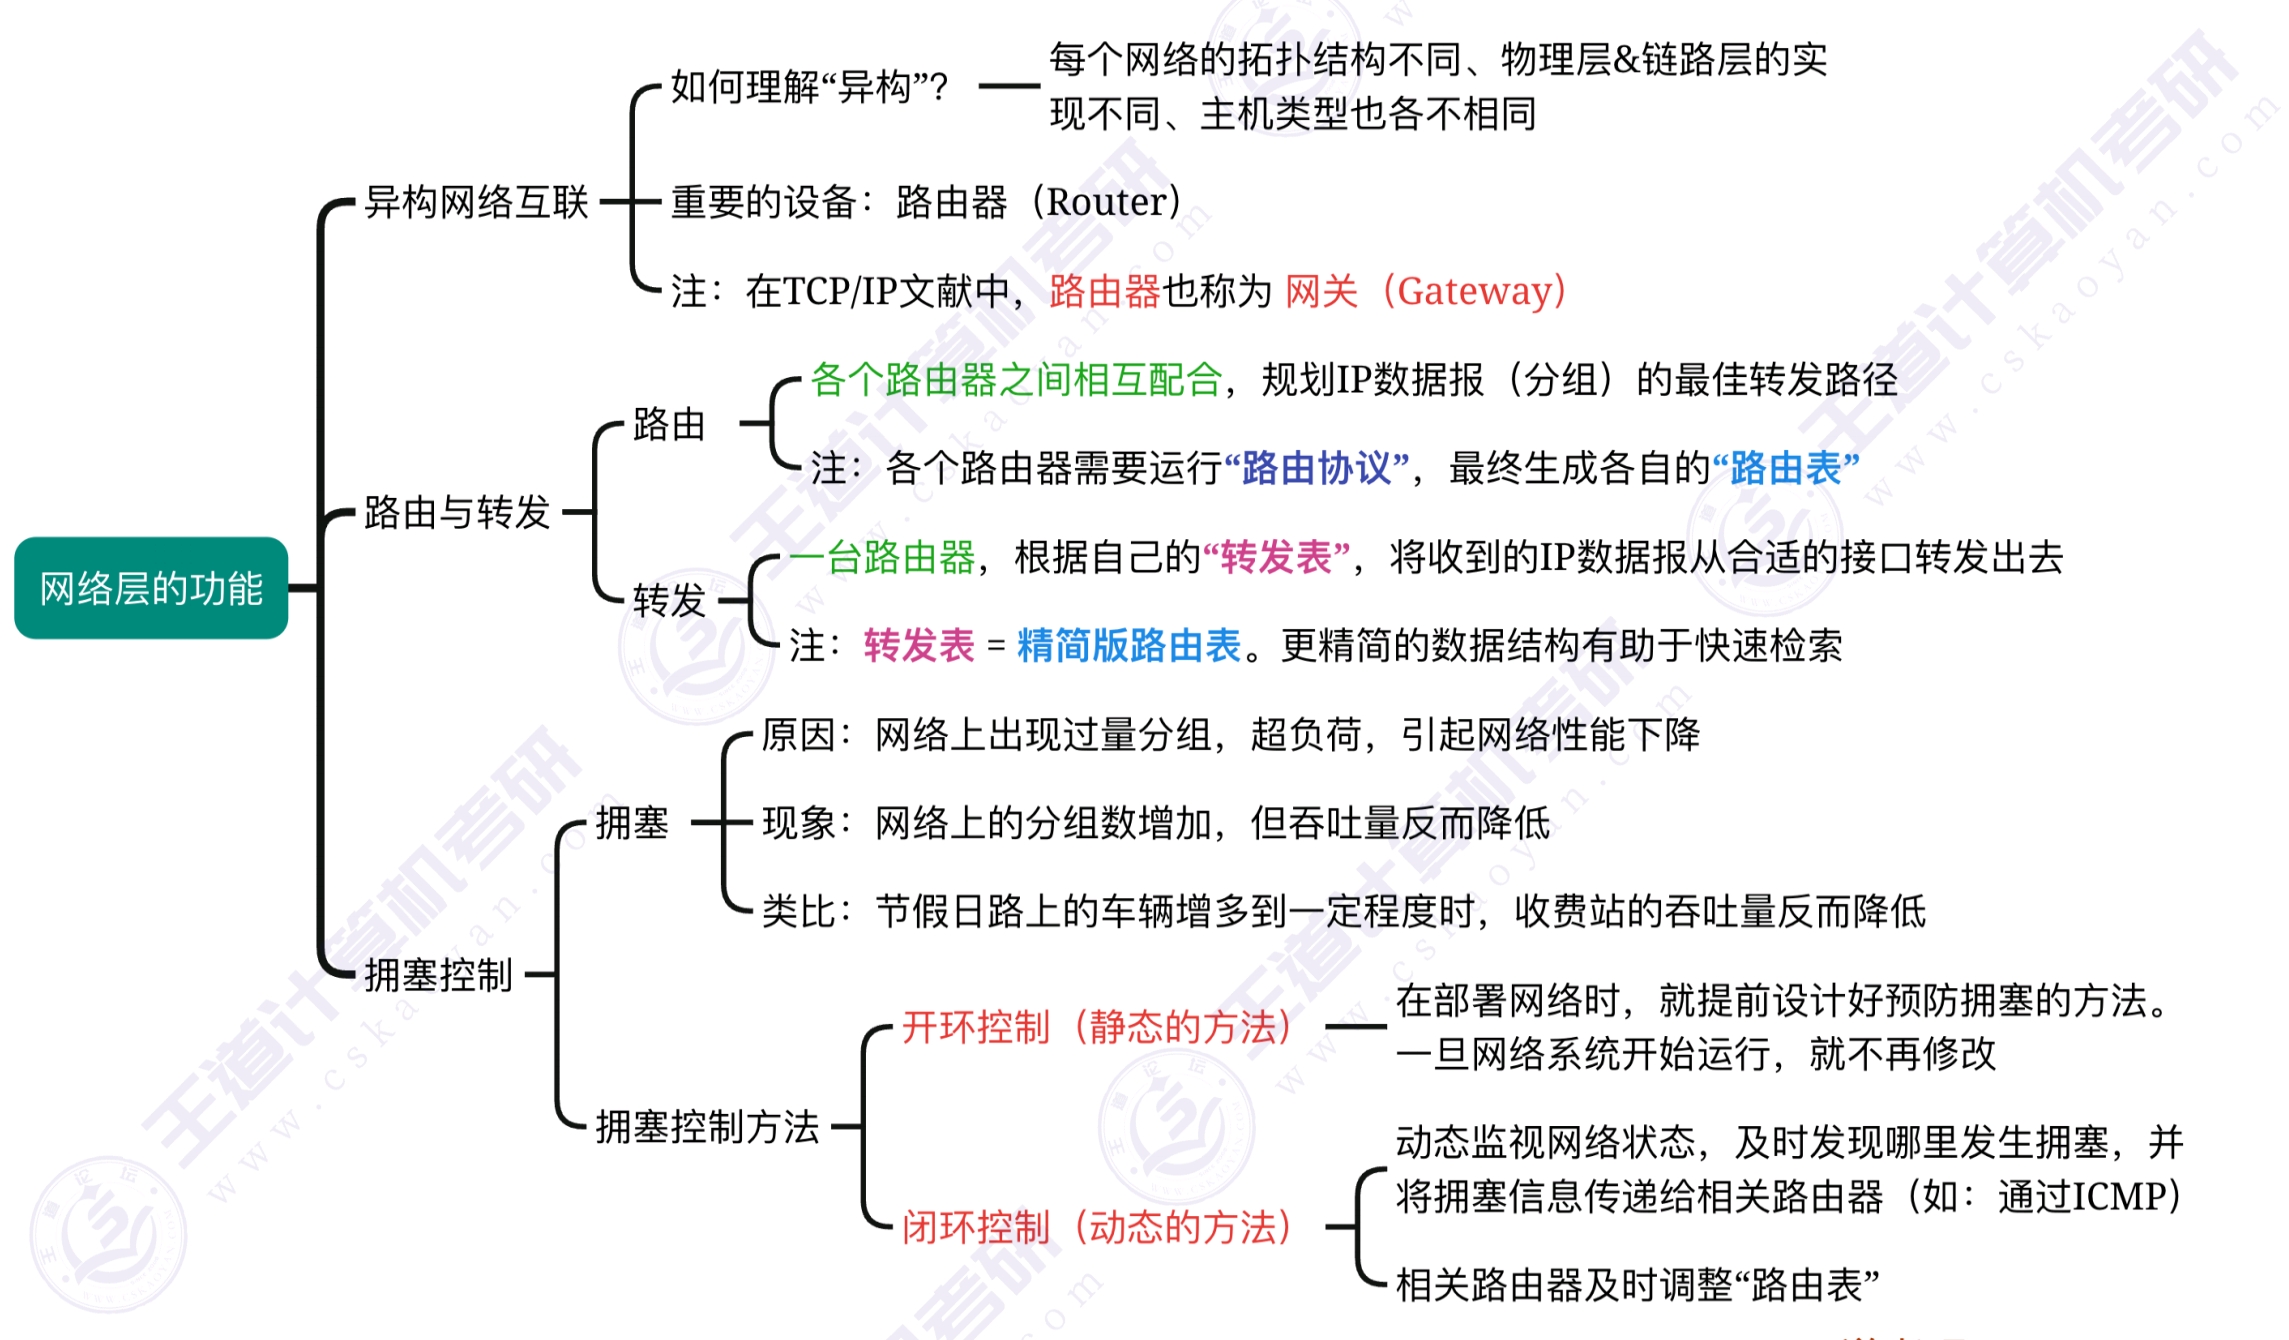 如何理解“异构”？
每个网络的拓扑结构不同、物理层&链路层的实
现不同、主机类型也各不相同
异构网络互联
重要的设备：路由器（Router）
注：在TCP/IP文献中，路由器也称为 网关（Gateway）
各个路由器之间相互配合，规划IP数据报（分组）的最佳转发路径
路由
注：各个路由器需要运行“路由协议”，最终生成各自的“路由表”
路由与转发
一台路由器，根据自己的“转发表”，将收到的IP数据报从合适的接口转发出去
转发
注：转发表 = 精简版路由表。更精简的数据结构有助于快速检索
网络层的功能
原因：网络上出现过量分组，超负荷，引起网络性能下降
拥塞
现象：网络上的分组数增加，但吞吐量反而降低
类比：节假日路上的车辆增多到一定程度时，收费站的吞吐量反而降低
拥塞控制
开环控制（静态的方法）
在部署网络时，就提前设计好预防拥塞的方法。
一旦网络系统开始运行，就不再修改
拥塞控制方法
动态监视网络状态，及时发现哪里发生拥塞，并
将拥塞信息传递给相关路由器（如：通过ICMP）
闭环控制（动态的方法）
相关路由器及时调整“路由表”
王道计算机考研
www.cskaoyan.com